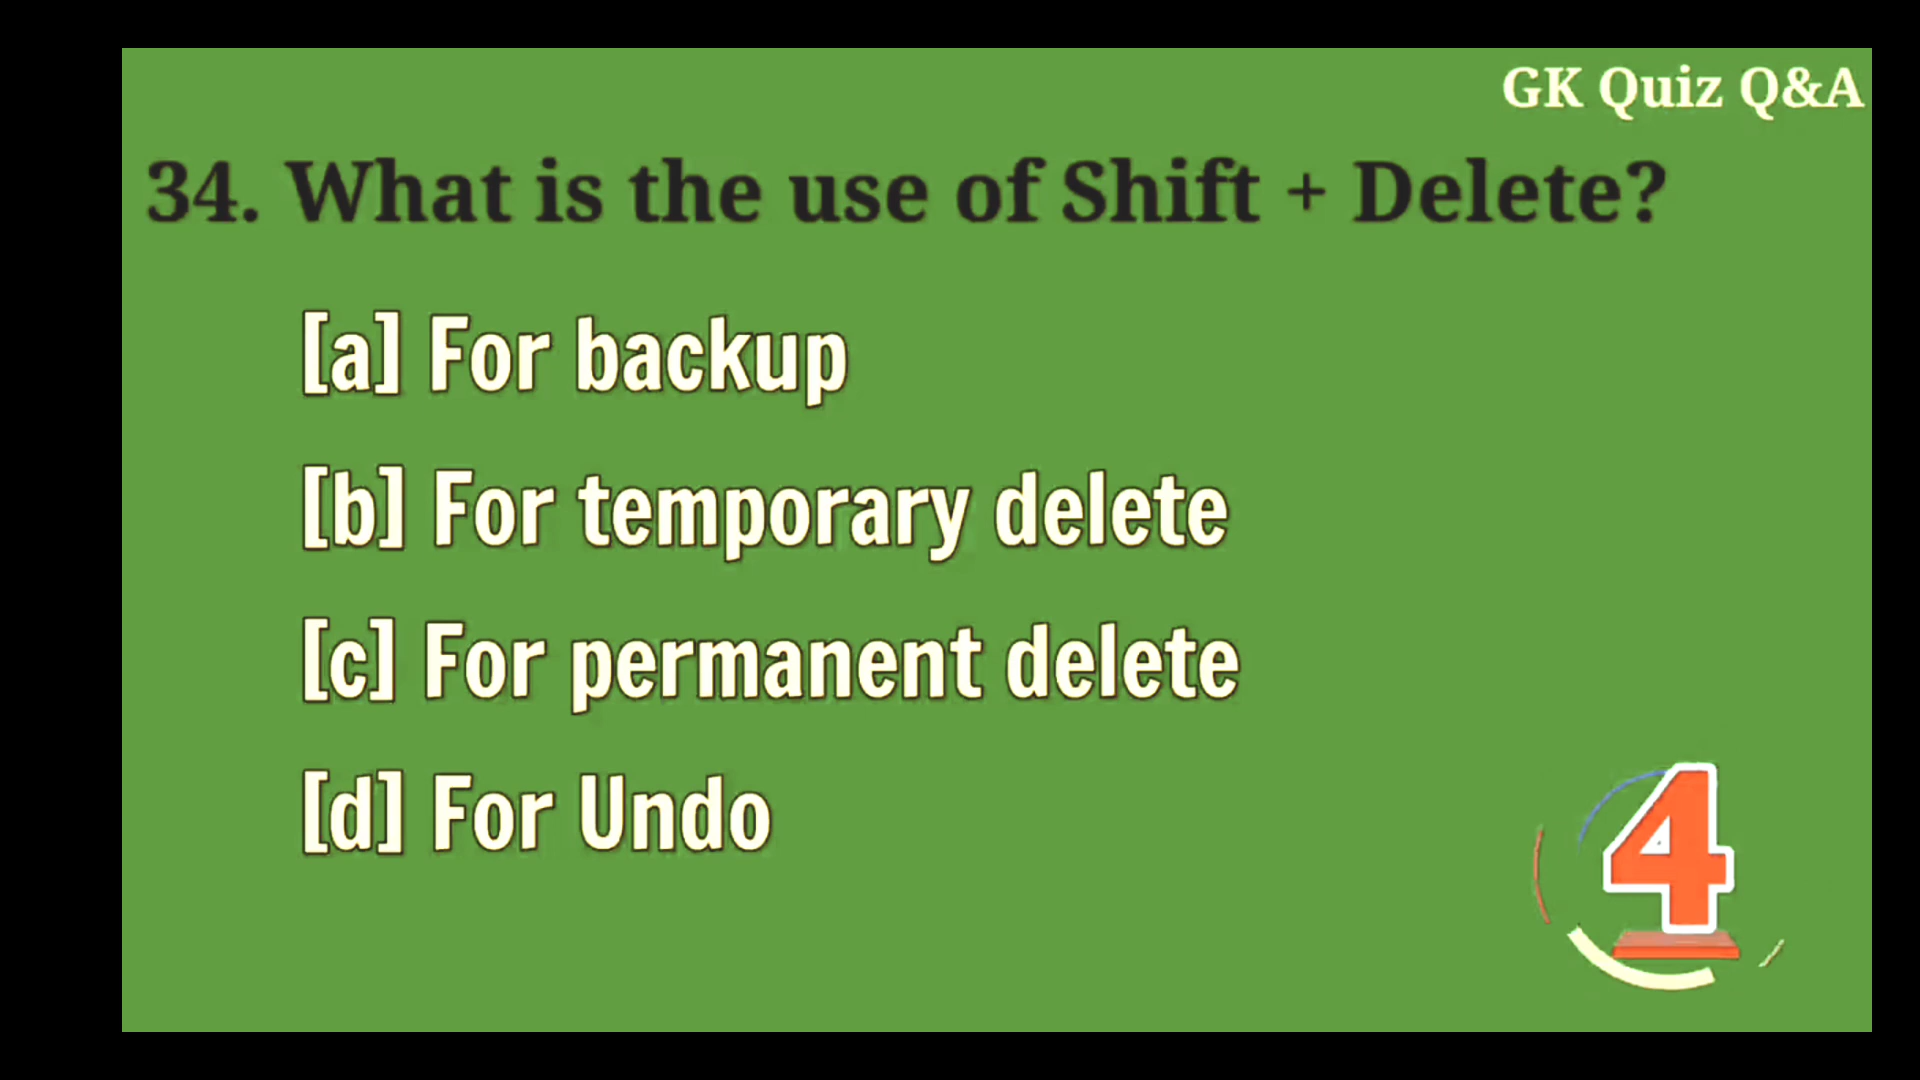 GK Quiz Q&A
34. What is the use of Shift + Delete?
[a] For backup
[b] For temporary delete
[c] For permanent delete
[d] For Undo
4